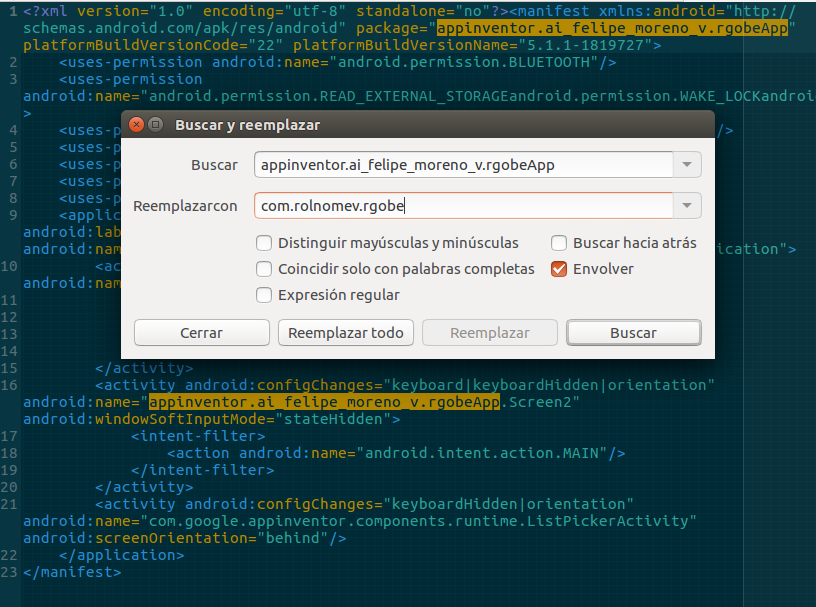 1 <?xml version="1.0" encoding="utf-8" standalone="no"?><manifest xmlns:android="http://
schemas.android.com/apk/res/android" package="appinventor.ai_felipe_moreno_v.rgobeApp"
platformBuildVersionCode="22" platformBuildVersionName="5.1.1-1819727">
2 <uses-permission android:name="android.permission.BLUETOOTH"/>
3 <uses-permission
android:name="android.permission.READ_EXTERNAL_STORAGEandroid.permission.WAKE_LOCKandroi
>
4 <uses-p />
5 <uses-p
6 <uses-p
7 <uses-p
8 <uses-p
9 <applic
android:lab
android:nam ication">
10 <ac
android:nam
11
12
13
14
Buscar y reemplazar
Buscar appinventor.ai_felipe_moreno_v.rgobeApp
Reemplazarcon com.rolnomev.rgobe
Distinguir mayúsculas y minúsculas Buscar hacia atrás
Coincidir solo con palabras completas Envolver
Expresión regular
Cerrar Reemplazar todo Reemplazar Buscar
15 </activity>
16 <activity android:configChanges="keyboard|keyboardHidden|orientation"
android:name="appinventor.ai_felipe_moreno_v.rgobeApp.Screen2"
android:windowSoftInputMode="stateHidden">
17 <intent-filter>
18 <action android:name="android.intent.action.MAIN"/>
19 </intent-filter>
20 </activity>
21 <activity android:configChanges="keyboardHidden|orientation"
android:name="com.google.appinventor.components.runtime.ListPickerActivity"
android:screenOrientation="behind"/>
22 </application>
23 </manifest>